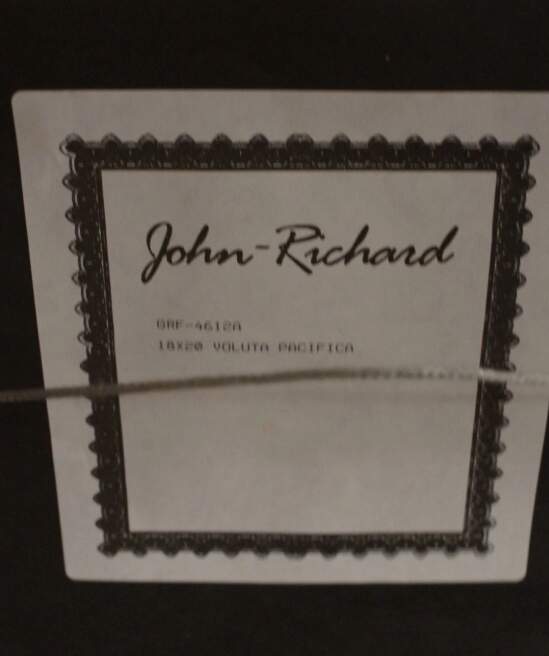 John-Richard
GRF-4612A
18X20 VOLUTA PACIFICA